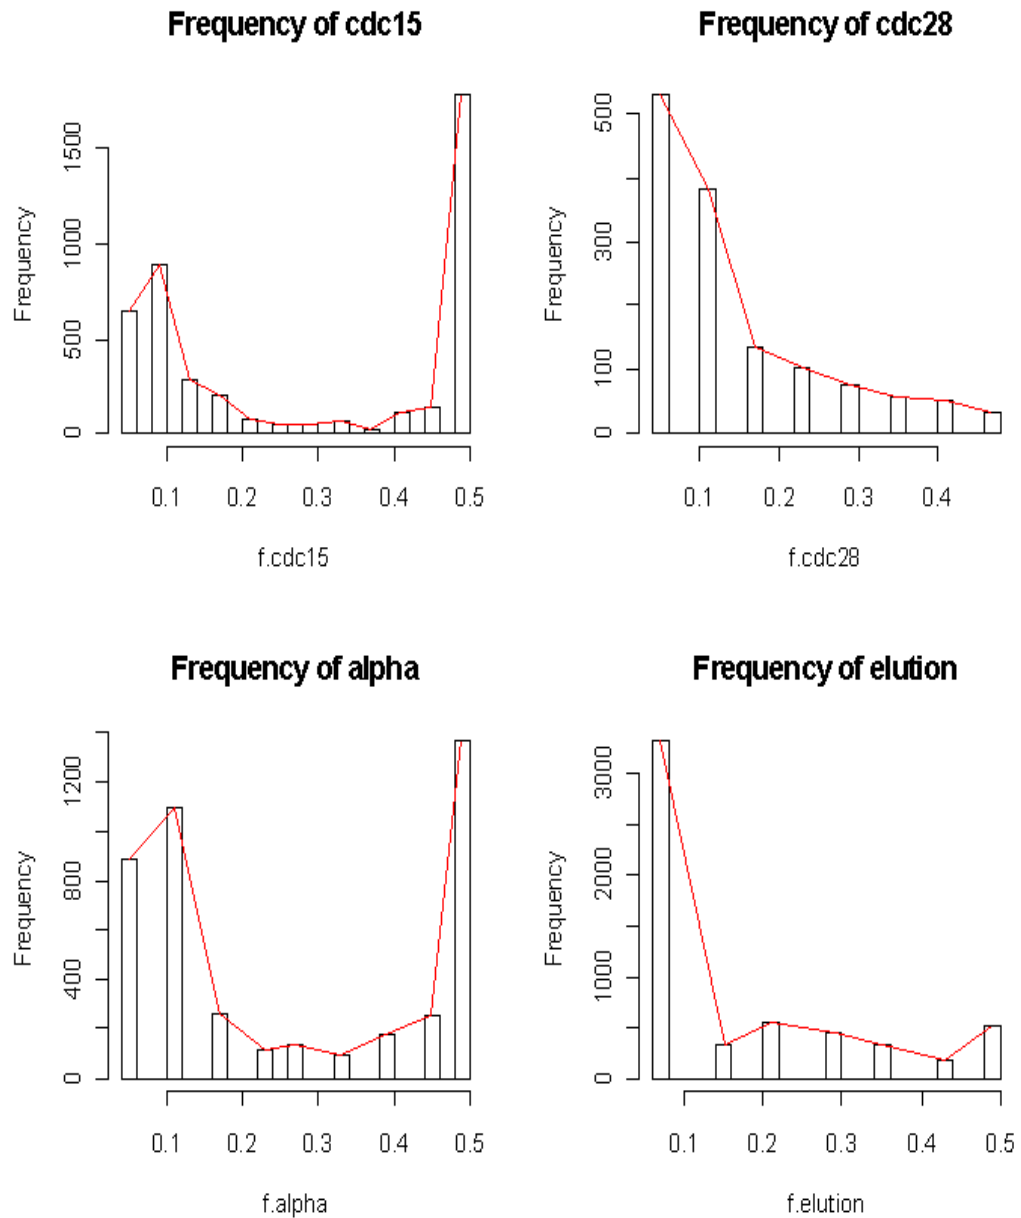 Frequency of cdc15
Frequency
0 500 1000 1500
0.1 0.2 0.3 0.4 0.5
f.cdc15
Frequency of cdc28
Frequency
0 100 300 500
0.1 0.2 0.3 0.4
f.cdc28
Frequency of alpha
Frequency
0 400 800 1200
0.1 0.2 0.3 0.4 0.5
f.alpha
Frequency of elution
Frequency
0 1000 2000 3000
0.1 0.2 0.3 0.4 0.5
f.elution